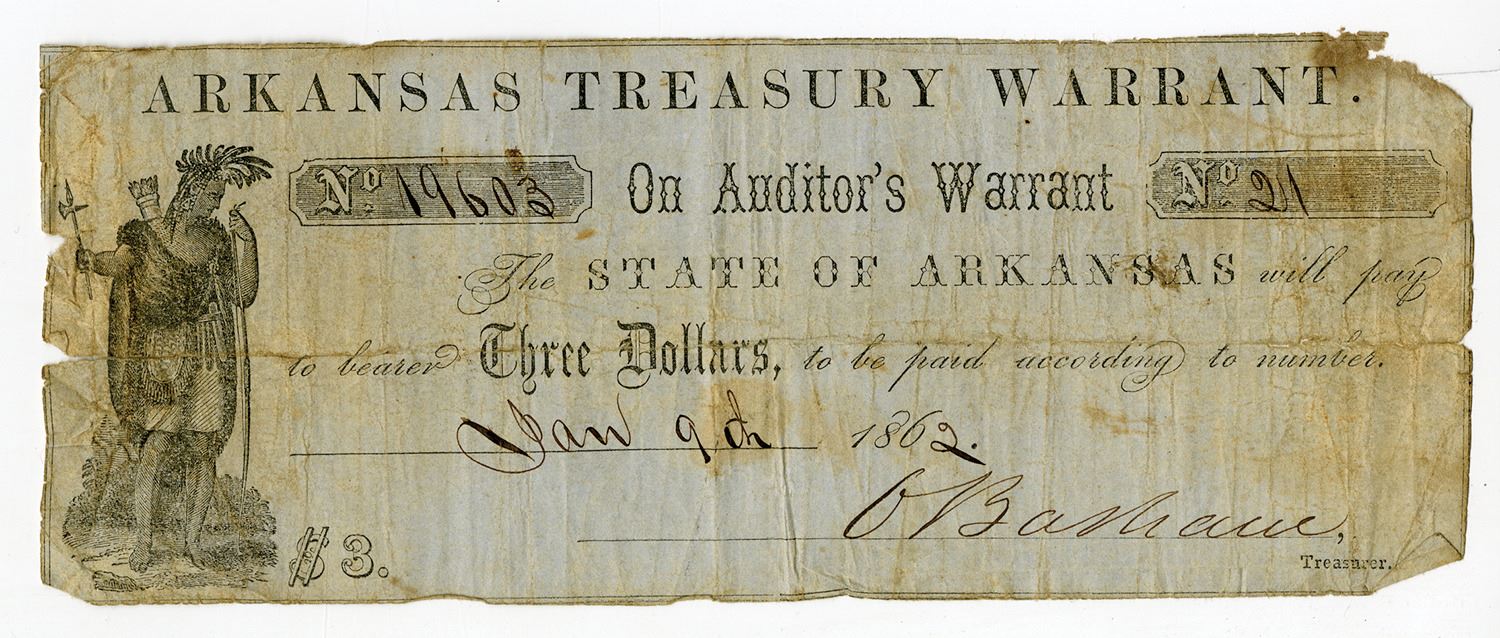 ARKANSAS TREASURY WARRANT.
No. 19603 On Auditor's Warrant No. 21
The STATE OF ARKANSAS will pay
to bearer Three Dollars, to be paid according to number.
Jan 9th 1862.
O Basham,
$3.
Treasurer.